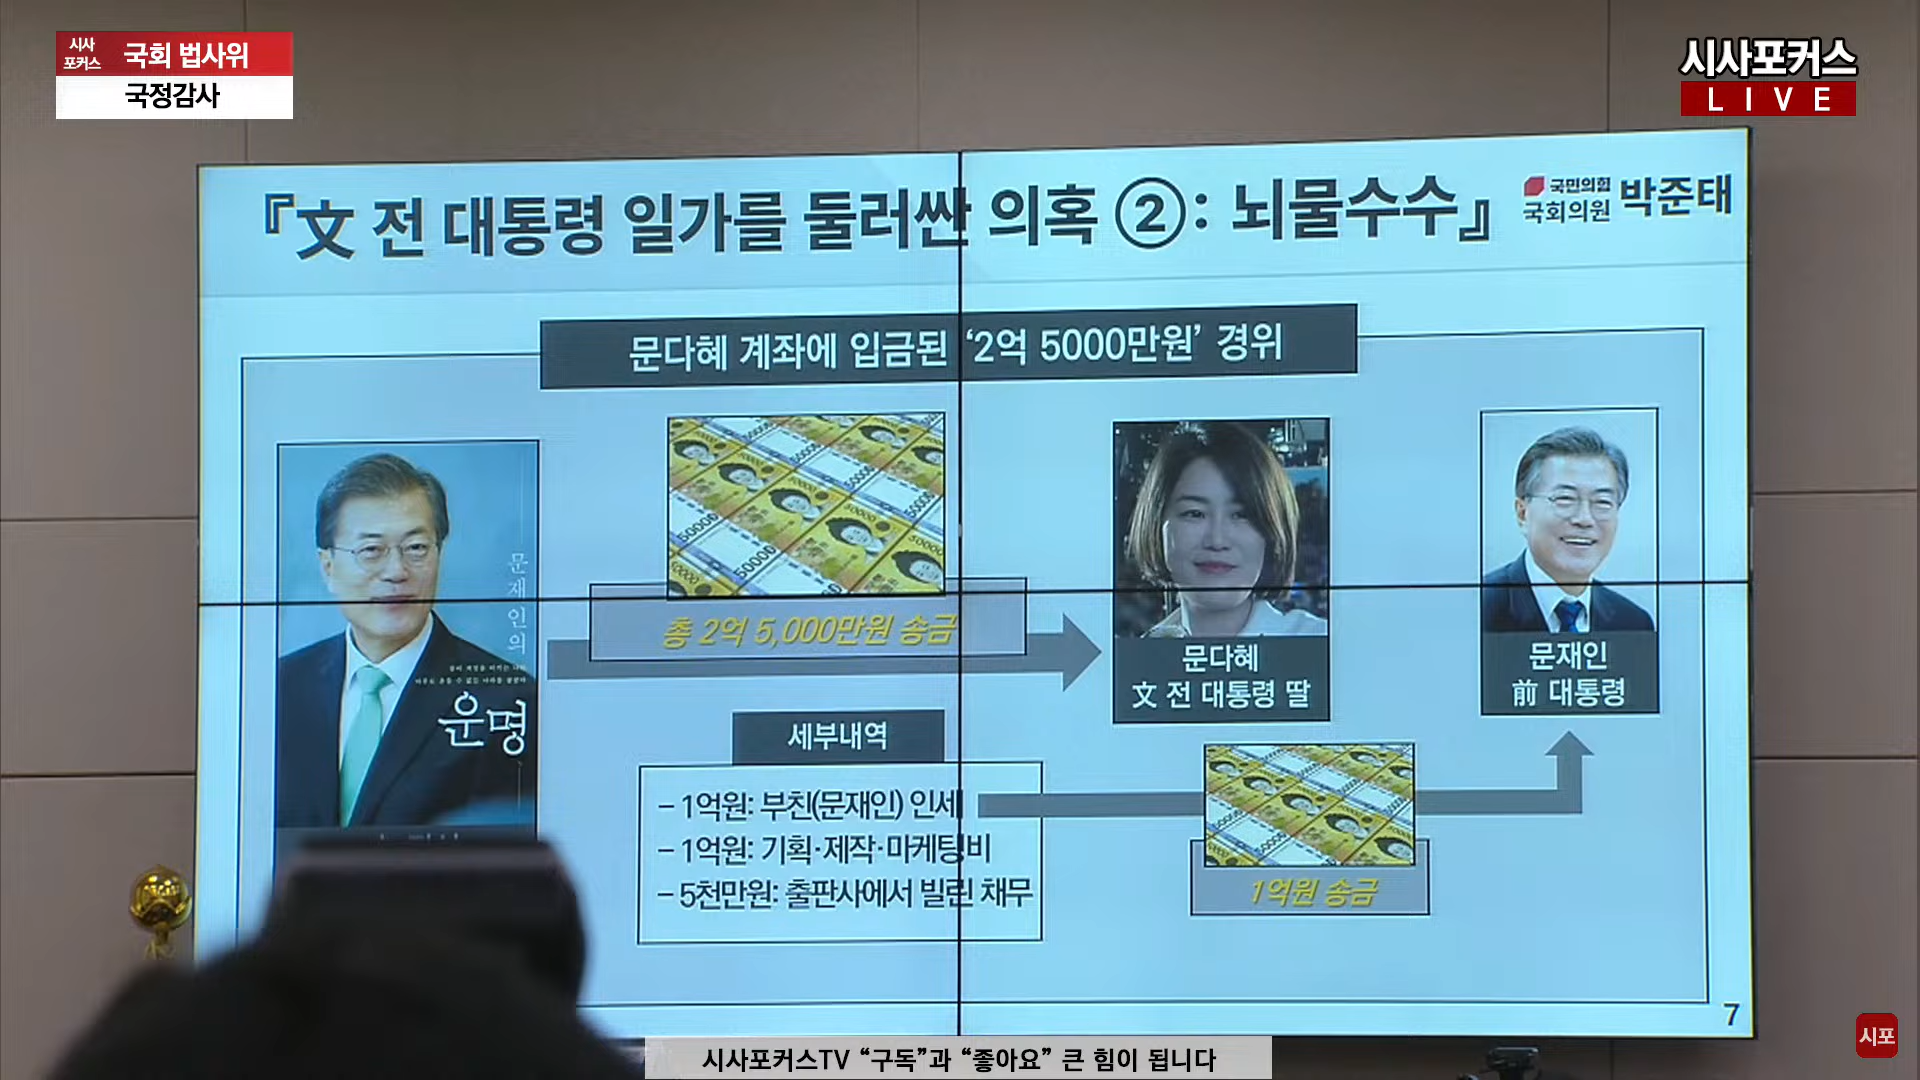 시사
포커스
국회 법사위
국정감사
시사포커스
LIVE
『文 전 대통령 일가를 둘러싼 의혹 ②: 뇌물수수』
국민의힘
국회의원 박준태
문다혜 계좌에 입금된 ‘2억 5000만원’ 경위
문재인의
운명
총 2억 5,000만원 송금
문다혜
文 전 대통령 딸
문재인
前 대통령
세부내역
– 1억원: 부친(문재인) 인세
– 1억원: 기획·제작·마케팅비
– 5천만원: 출판사에서 빌린 채무
1억원 송금
7
시사포커스TV “구독”과 “좋아요” 큰 힘이 됩니다
시포